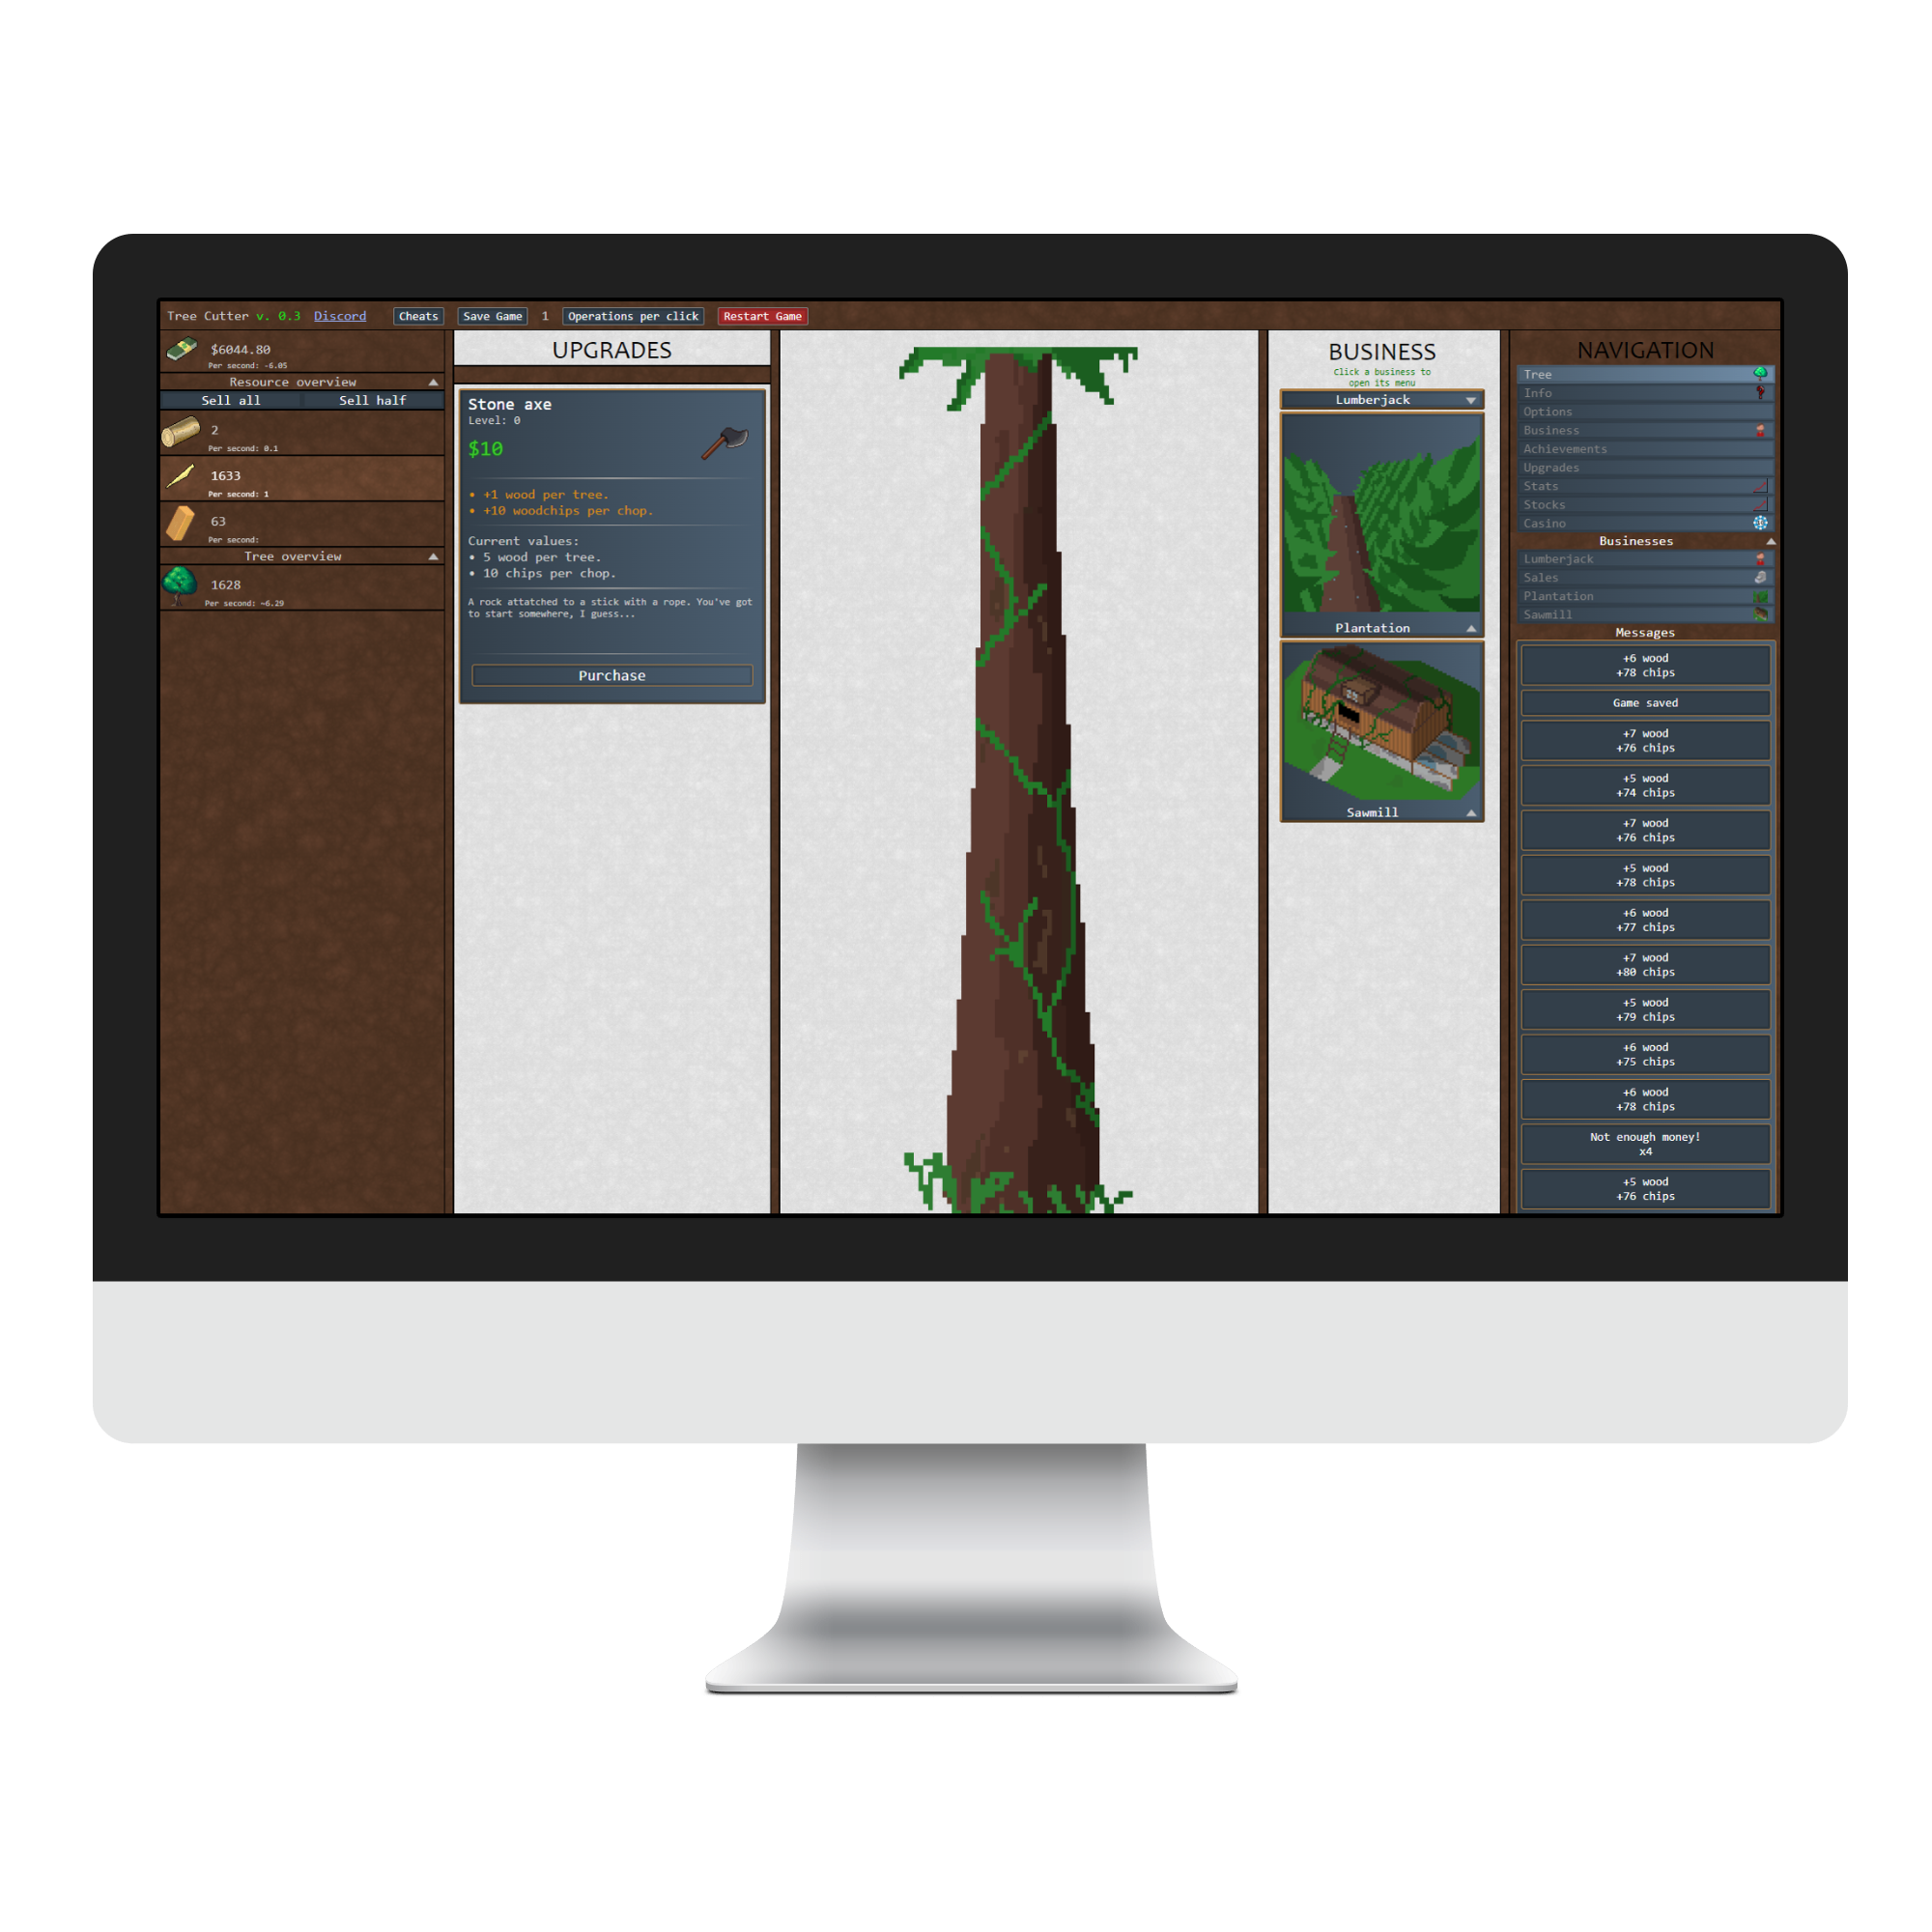 Tree Cutter v. 0.3 Discord Cheats Save Game 1 Operations per click Restart Game
$6044.80
Per second: -6.05
Resource overview
Sell all Sell half
2
Per second: 0.1
1633
Per second: 1
63
Per second:
Tree overview
1628
Per second: ~6.29
UPGRADES
Stone axe
Level: 0
$10
• +1 wood per tree.
• +10 woodchips per chop.
Current values:
• 5 wood per tree.
• 10 chips per chop.
A rock attatched to a stick with a rope. You've got
to start somewhere, I guess...
Purchase
BUSINESS
Click a business to
open its menu
Lumberjack
Plantation
Sawmill
NAVIGATION
Tree
Info
Options
Business
Achievements
Upgrades
Stats
Stocks
Casino
Businesses
Lumberjack
Sales
Plantation
Sawmill
Messages
+6 wood
+78 chips
Game saved
+7 wood
+76 chips
+5 wood
+74 chips
+7 wood
+76 chips
+5 wood
+78 chips
+6 wood
+77 chips
+7 wood
+80 chips
+5 wood
+79 chips
+6 wood
+75 chips
+6 wood
+78 chips
Not enough money!
x4
+5 wood
+76 chips